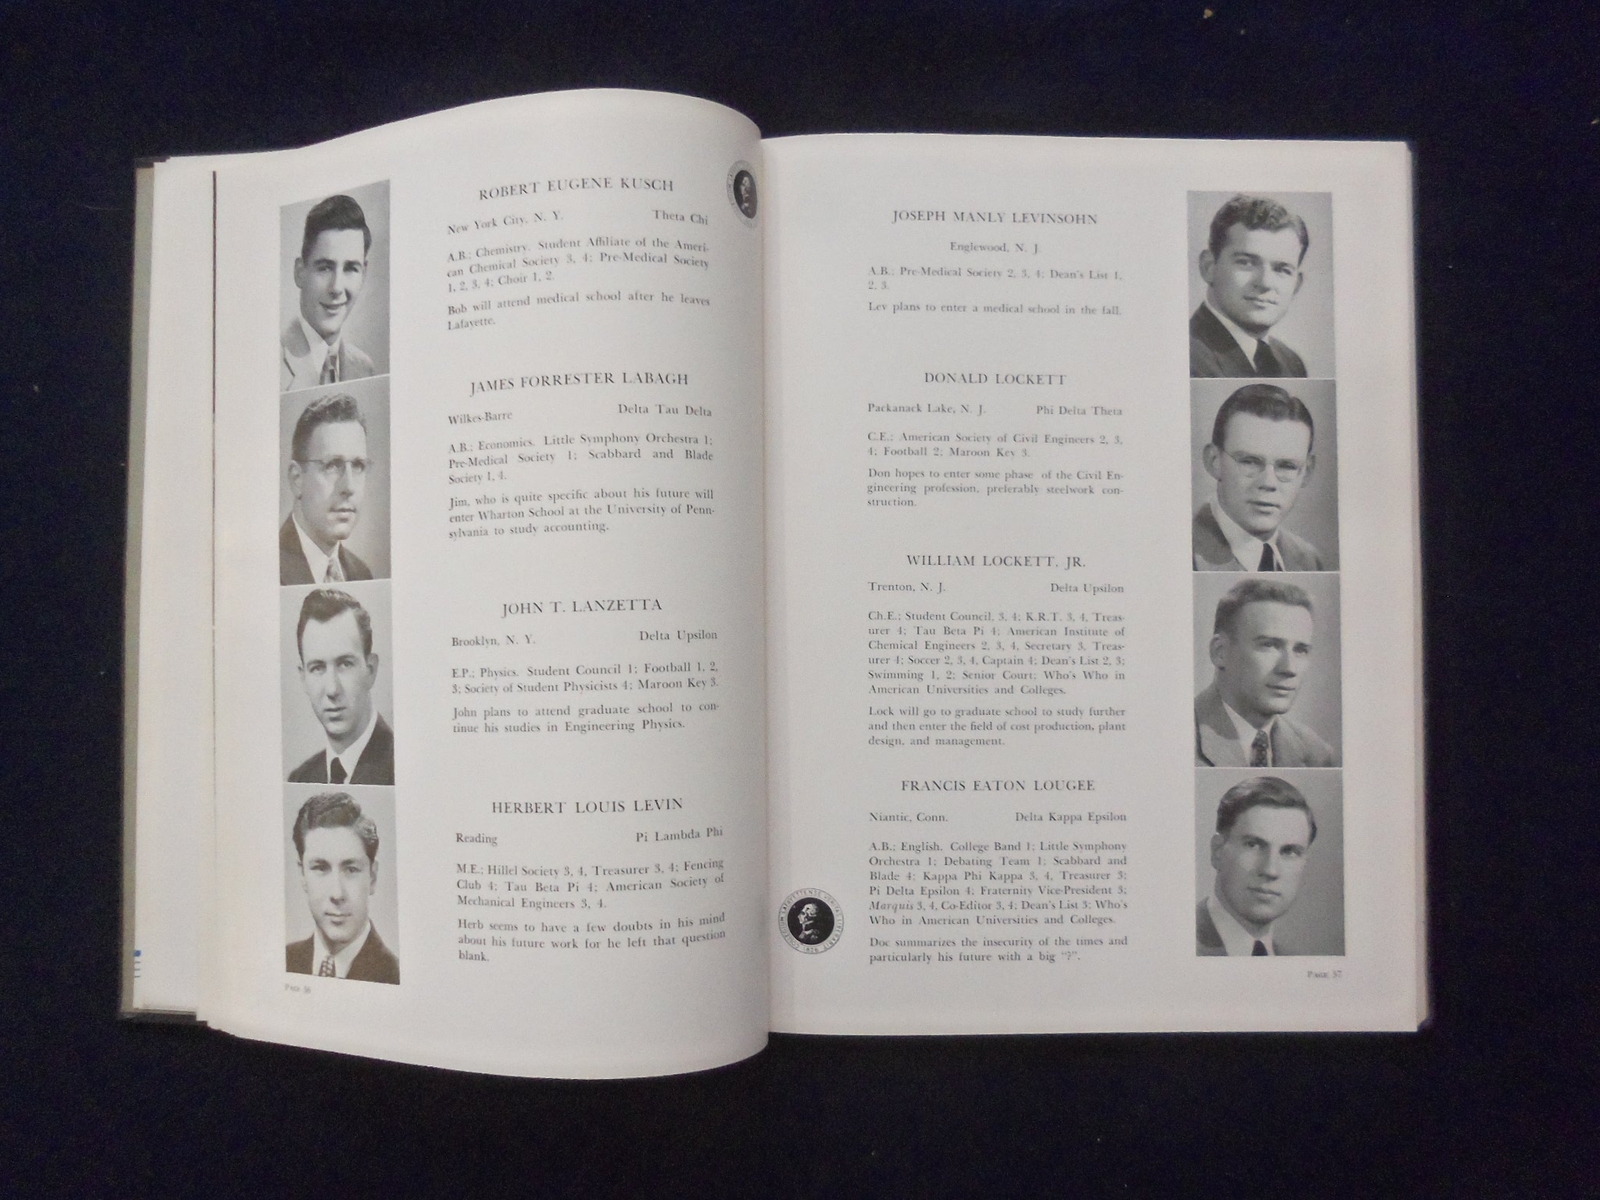 ROBERT EUGENE KUSCH
New York City, N. Y. Theta Chi
A.B.; Chemistry. Student Affiliate of the Ameri-
can Chemical Society 3, 4; Pre-Medical Society
1, 2, 3, 4; Choir 1, 2.
Bob will attend medical school after he leaves
Lafayette.
JAMES FORRESTER LABAGH
Wilkes-Barre Delta Tau Delta
A.B.; Economics. Little Symphony Orchestra 1;
Pre-Medical Society 1; Scabbard and Blade
Society 1, 4.
Jim, who is quite specific about his future will
enter Wharton School at the University of Penn-
sylvania to study accounting.
JOHN T. LANZETTA
Brooklyn, N. Y. Delta Upsilon
E.P.; Physics. Student Council 1; Football 1, 2,
3; Society of Student Physicists 4; Maroon Key 3.
John plans to attend graduate school to con-
tinue his studies in Engineering Physics.
HERBERT LOUIS LEVIN
Reading Pi Lambda Phi
M.E.; Hillel Society 3, 4, Treasurer 3, 4; Fencing
Club 4; Tau Beta Pi 4; American Society of
Mechanical Engineers 3, 4.
Herb seems to have a few doubts in his mind
about his future work for he left that question
blank.
JOSEPH MANLY LEVINSOHN
Englewood, N. J.
A.B.; Pre-Medical Society 2, 3, 4; Dean's List 1,
2, 3.
Lev plans to enter a medical school in the fall.
DONALD LOCKETT
Packanack Lake, N. J. Phi Delta Theta
C.E.; American Society of Civil Engineers 2, 3,
4; Football 2; Maroon Key 3.
Don hopes to enter some phase of the Civil En-
gineering profession, preferably steelwork con-
struction.
WILLIAM LOCKETT, JR.
Trenton, N. J. Delta Upsilon
Ch.E.; Student Council, 3, 4; K.R.T. 3, 4, Treas-
urer 4; Tau Beta Pi 4; American Institute of
Chemical Engineers 2, 3, 4, Secretary 3, Treas-
urer 4; Soccer 2, 3, 4, Captain 4; Dean's List 2, 3;
Swimming 1, 2; Senior Court; Who's Who in
American Universities and Colleges.
Lock will go to graduate school to study further
and then enter the field of cost production, plant
design, and management.
FRANCIS EATON LOUGEE
Niantic, Conn. Delta Kappa Epsilon
A.B.; English. College Band 1; Little Symphony
Orchestra 1; Debating Team 1; Scabbard and
Blade 4; Kappa Phi Kappa 3, 4, Treasurer 3;
Pi Delta Epsilon 4; Fraternity Vice-President 3;
Marquis 3, 4, Co-Editor 3, 4; Dean's List 3; Who's
Who in American Universities and Colleges.
Doc summarizes the insecurity of the times and
particularly his future with a big "?".
PAGE 37